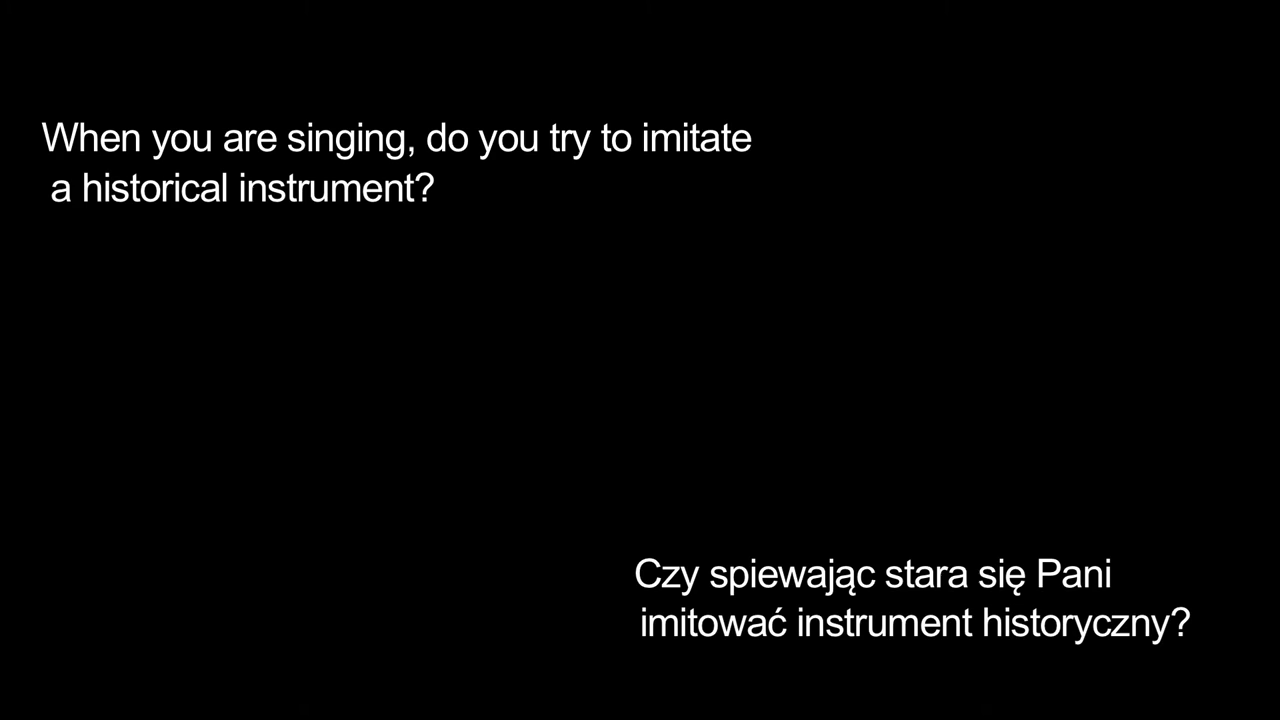 When you are singing, do you try to imitate
a historical instrument?
Czy spiewając stara się Pani
imitować instrument historyczny?